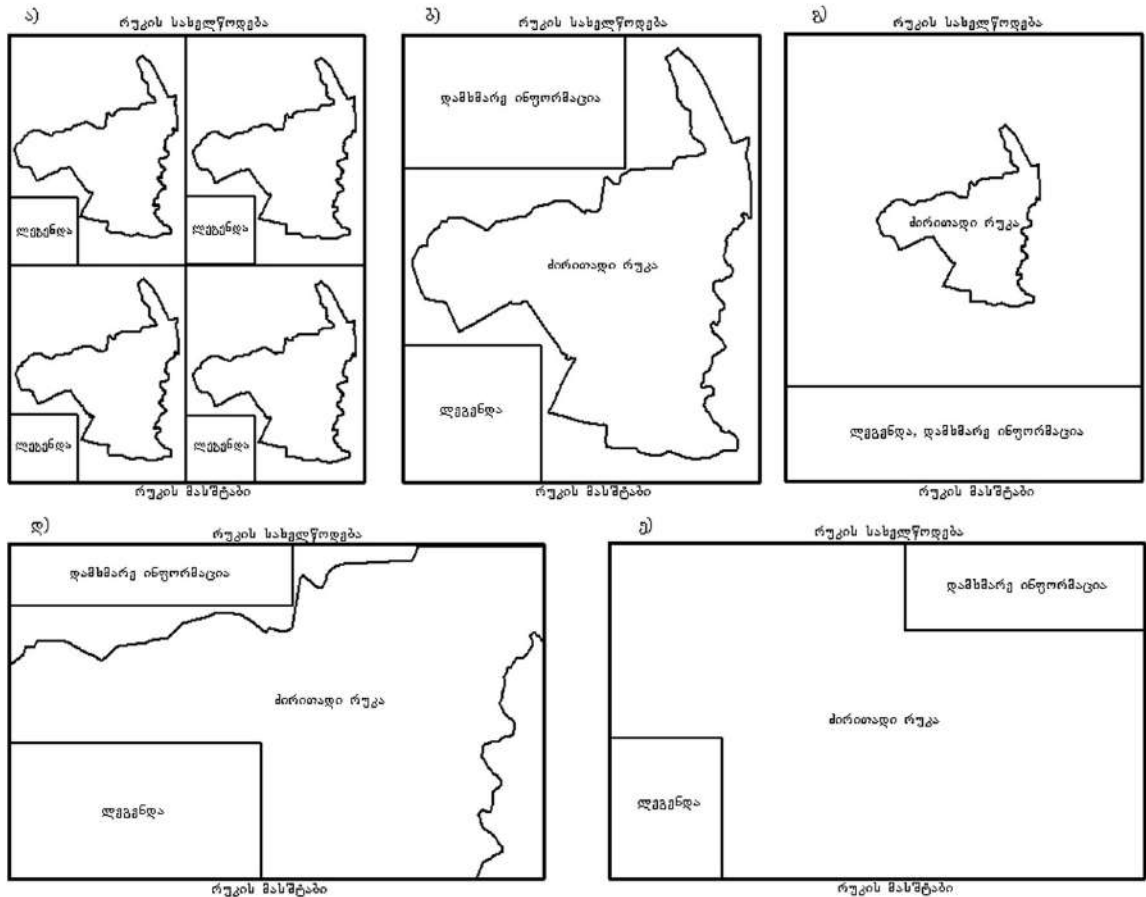 ა)
რუკის სახელწოდება
ლეგენდა
ლეგენდა
ლეგენდა
ლეგენდა
რუკის მასშტაბი
ბ)
რუკის სახელწოდება
დამხმარე ინფორმაცია
ძირითადი რუკა
ლეგენდა
რუკის მასშტაბი
გ)
რუკის სახელწოდება
ძირითადი რუკა
ლეგენდა, დამხმარე ინფორმაცია
რუკის მასშტაბი
დ)
რუკის სახელწოდება
დამხმარე ინფორმაცია
ძირითადი რუკა
ლეგენდა
რუკის მასშტაბი
ე)
რუკის სახელწოდება
დამხმარე ინფორმაცია
ძირითადი რუკა
ლეგენდა
რუკის მასშტაბი